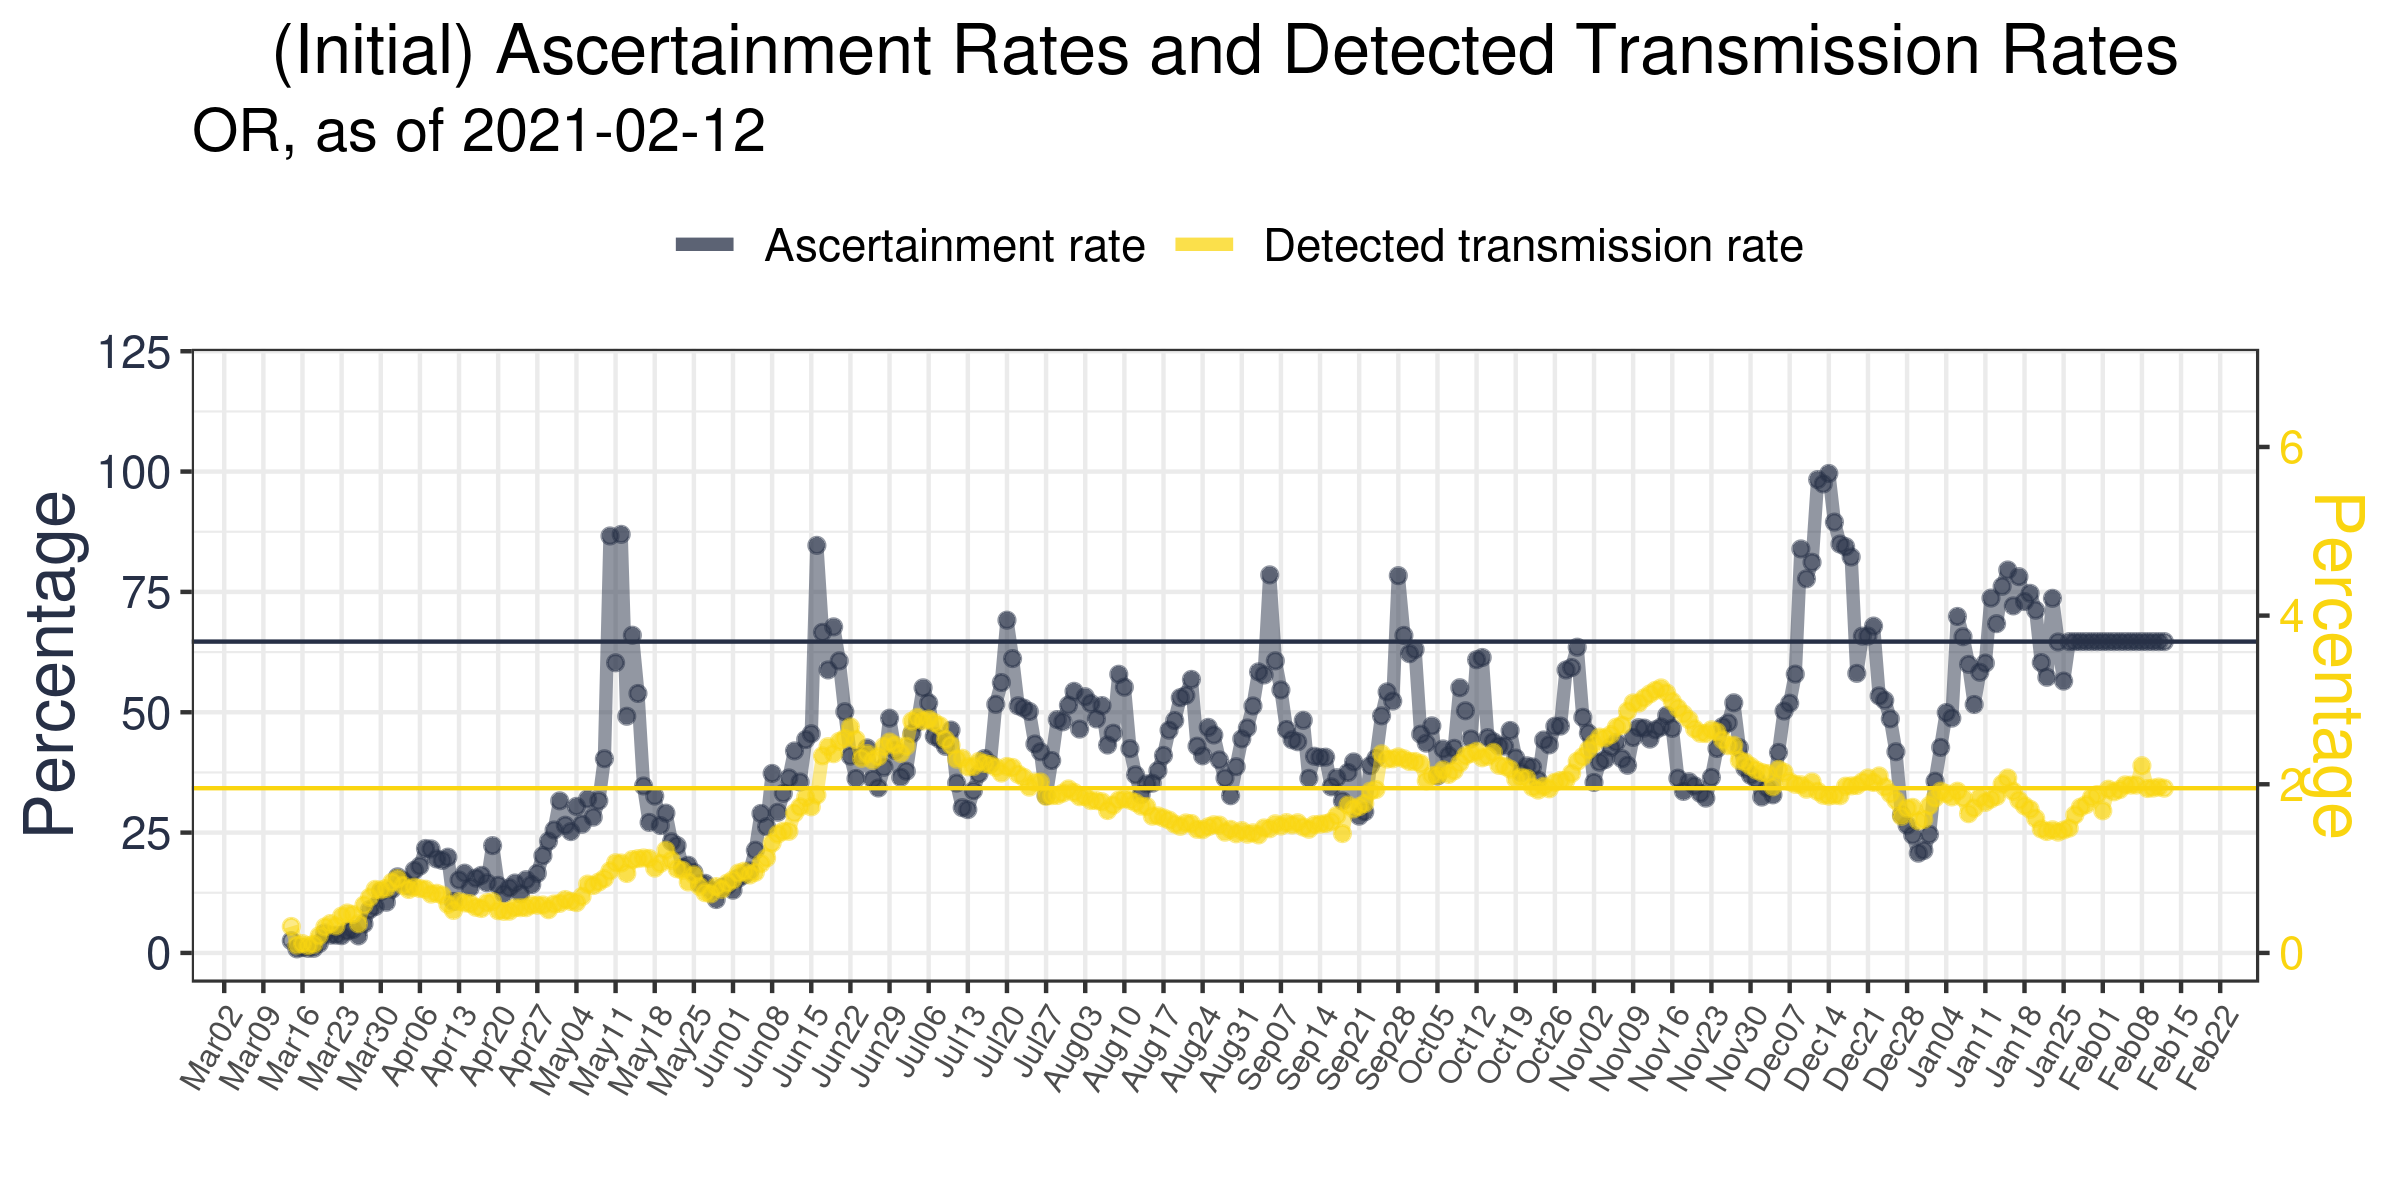 (Initial) Ascertainment Rates and Detected Transmission Rates
OR, as of 2021-02-12
Ascertainment rate
Detected transmission rate
Percentage
125
100
75
50
25
0
6
4
2
0
Percentage
Mar02
Mar09
Mar16
Mar23
Mar30
Apr06
Apr13
Apr20
Apr27
May04
May11
May18
May25
Jun01
Jun08
Jun15
Jun22
Jun29
Jul06
Jul13
Jul20
Jul27
Aug03
Aug10
Aug17
Aug24
Aug31
Sep07
Sep14
Sep21
Sep28
Oct05
Oct12
Oct19
Oct26
Nov02
Nov09
Nov16
Nov23
Nov30
Dec07
Dec14
Dec21
Dec28
Jan04
Jan11
Jan18
Jan25
Feb01
Feb08
Feb15
Feb22